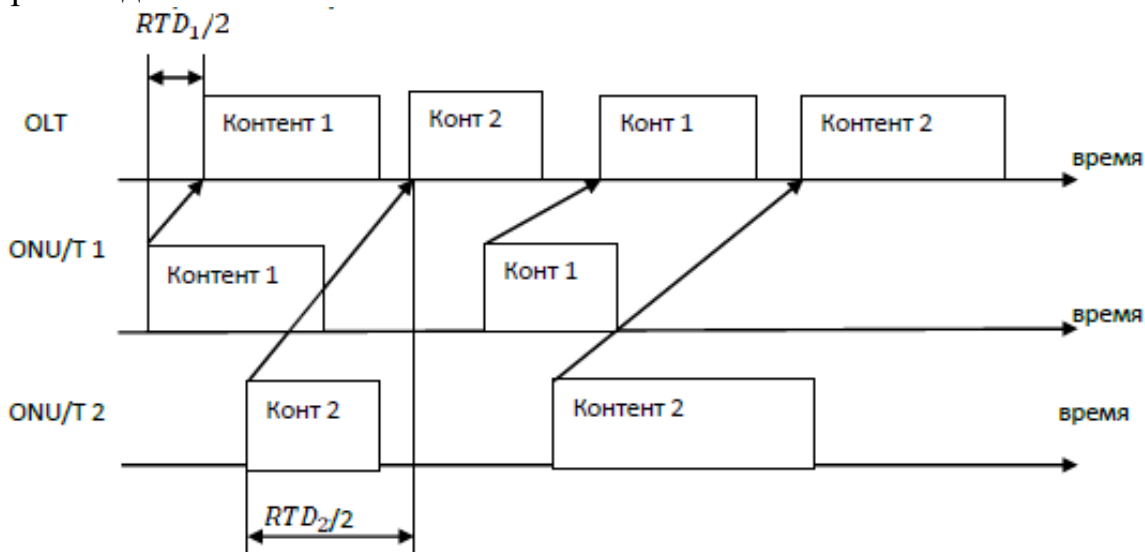 RTD₁/2
OLT
Контент 1
Конт 2
Конт 1
Контент 2
время
ONU/T 1
Контент 1
Конт 1
время
ONU/T 2
Конт 2
Контент 2
время
RTD₂/2